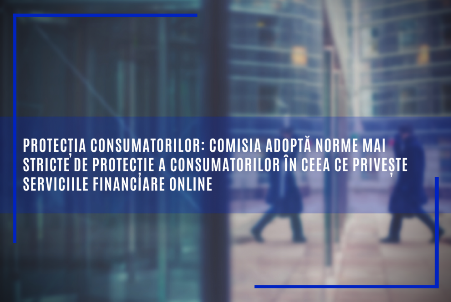 PROTECȚIA CONSUMATORILOR: COMISIA ADOPTĂ NORME MAI
STRICTE DE PROTECȚIE A CONSUMATORILOR ÎN CEEA CE PRIVEȘTE
SERVICIILE FINANCIARE ONLINE